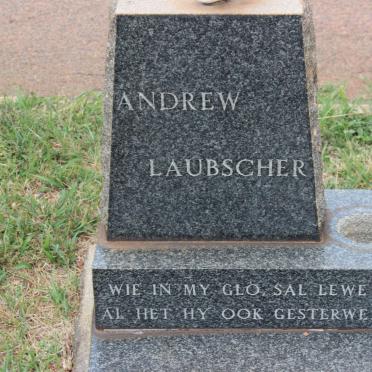 ANDREW
LAUBSCHER
WIE IN MY GLO, SAL LEWE
AL HET HY OOK GESTERWE